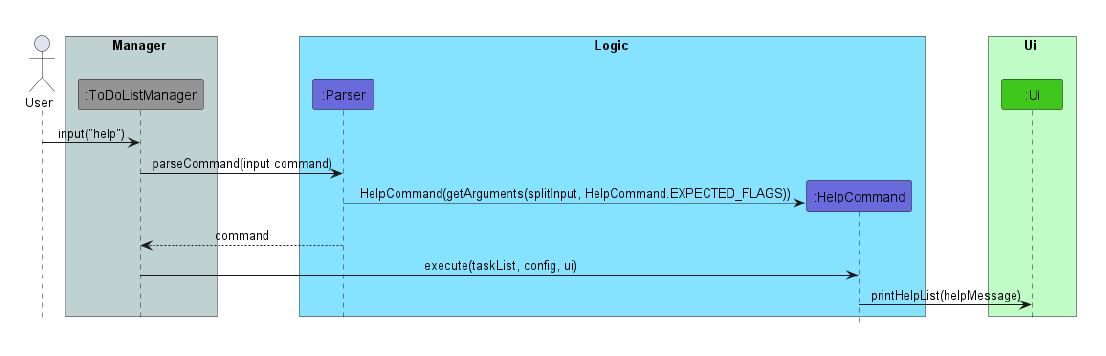 Manager
Logic
Ui
:ToDoListManager
:Parser
:Ui
User
input("help")
parseCommand(input command)
HelpCommand(getArguments(splitInput, HelpCommand.EXPECTED_FLAGS))
:HelpCommand
command
execute(taskList, config, ui)
printHelpList(helpMessage)